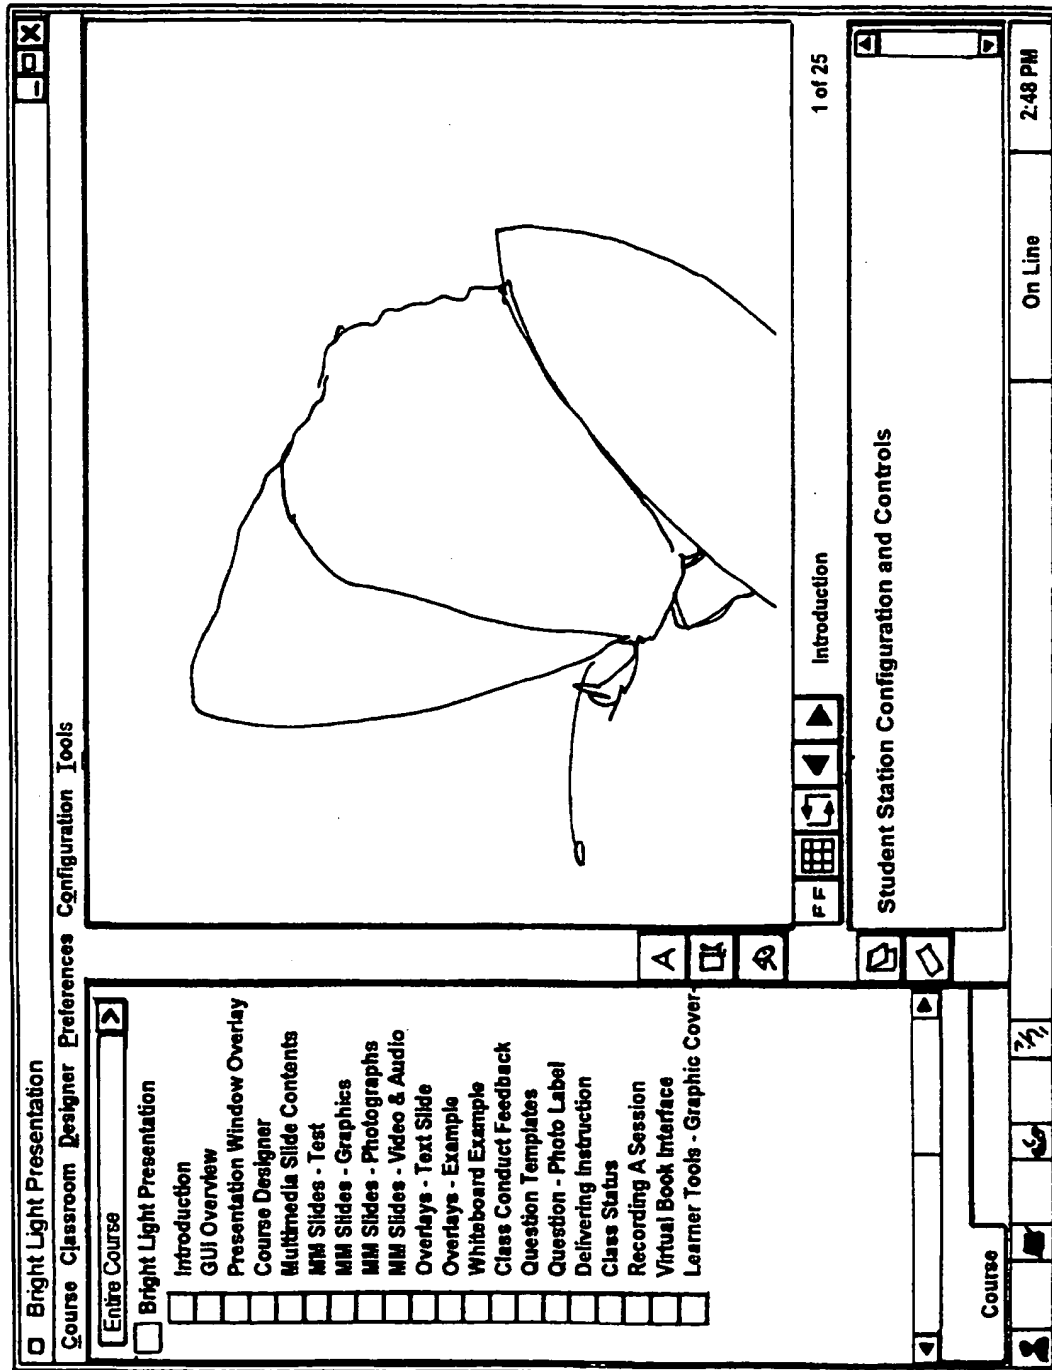 Bright Light Presentation
Course Classroom Designer Preferences Configuration Tools
Entire Course
Bright Light Presentation
Introduction
GUI Overview
Presentation Window Overlay
Course Designer
Multimedia Slide Contents
MM Slides - Test
MM Slides - Graphics
MM Slides - Photographs
MM Slides - Video & Audio
Overlays - Text Slide
Overlays - Example
Whiteboard Example
Class Conduct Feedback
Question Templates
Question - Photo Label
Delivering Instruction
Class Status
Recording A Session
Virtual Book Interface
Learner Tools - Graphic Cover-
Course
A
FF
Introduction
1 of 25
Student Station Configuration and Controls
On Line
2:48 PM